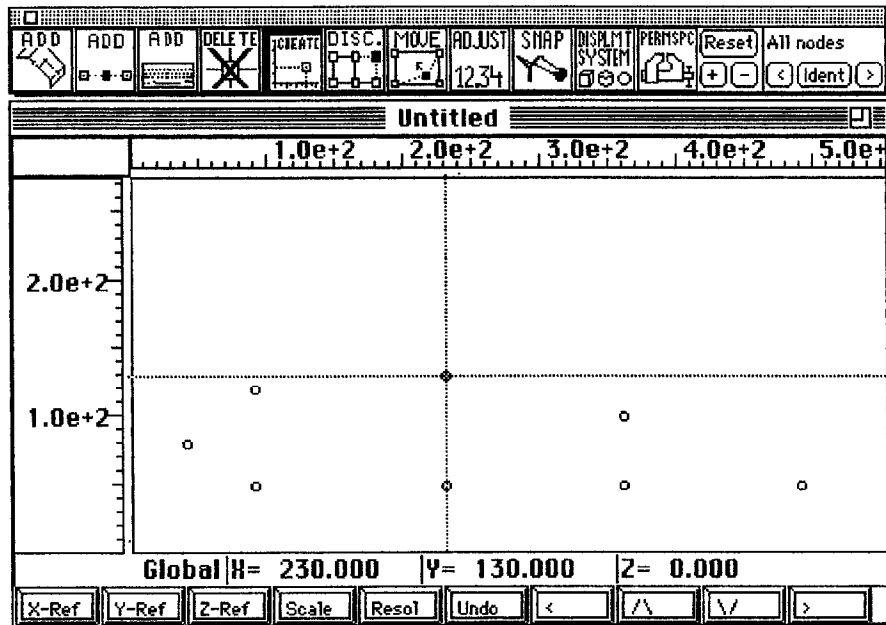 ADD ADD ADD DELETE CREATE DISC. MOVE ADJUST SNAP DISPLMT SYSTEM PERMSPC Reset All nodes
1234 + - < Ident >
Untitled
1.0e+2 2.0e+2 3.0e+2 4.0e+2 5.0e+
2.0e+2
1.0e+2
Global X= 230.000 Y= 130.000 Z= 0.000
X-Ref Y-Ref Z-Ref Scale Resol Undo < /\ \/ >